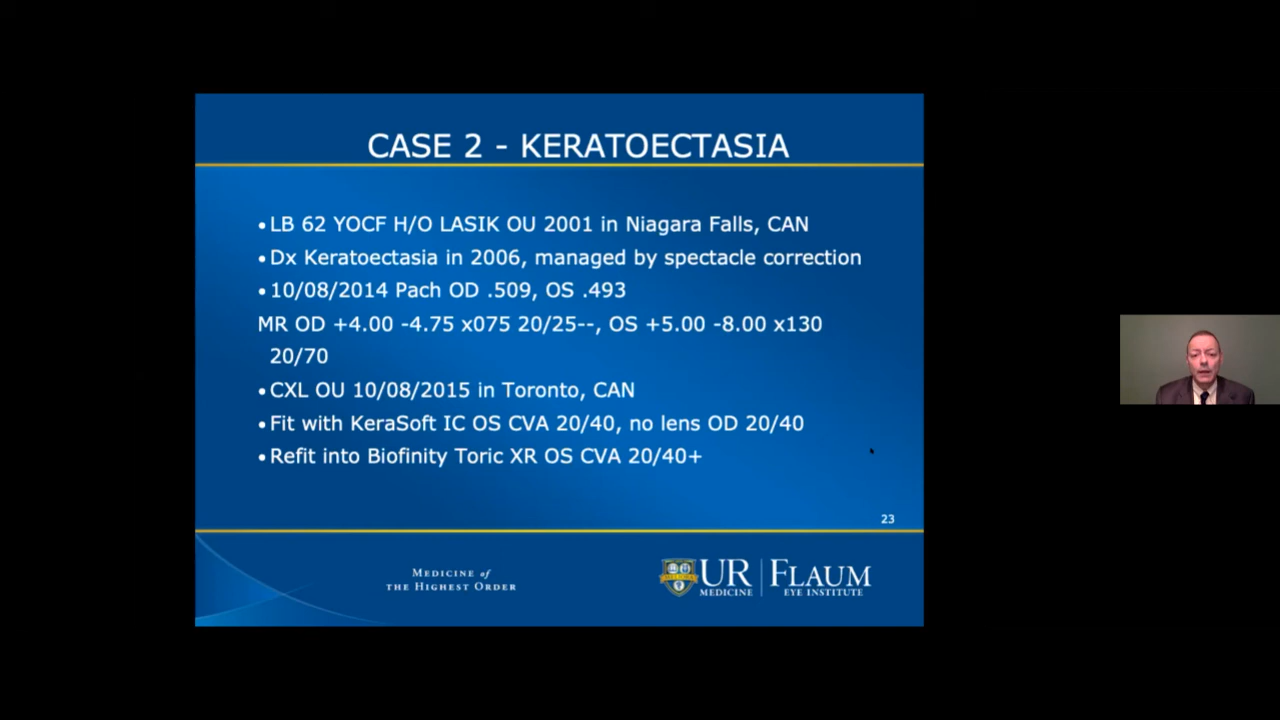 CASE 2 - KERATOECTASIA
•LB 62 YOCF H/O LASIK OU 2001 in Niagara Falls, CAN
•Dx Keratoectasia in 2006, managed by spectacle correction
•10/08/2014 Pach OD .509, OS .493
MR OD +4.00 -4.75 x075 20/25--, OS +5.00 -8.00 x130
20/70
•CXL OU 10/08/2015 in Toronto, CAN
•Fit with KeraSoft IC OS CVA 20/40, no lens OD 20/40
•Refit into Biofinity Toric XR OS CVA 20/40+
23
MEDICINE of
THE HIGHEST ORDER
UR
MEDICINE
FLAUM
EYE INSTITUTE